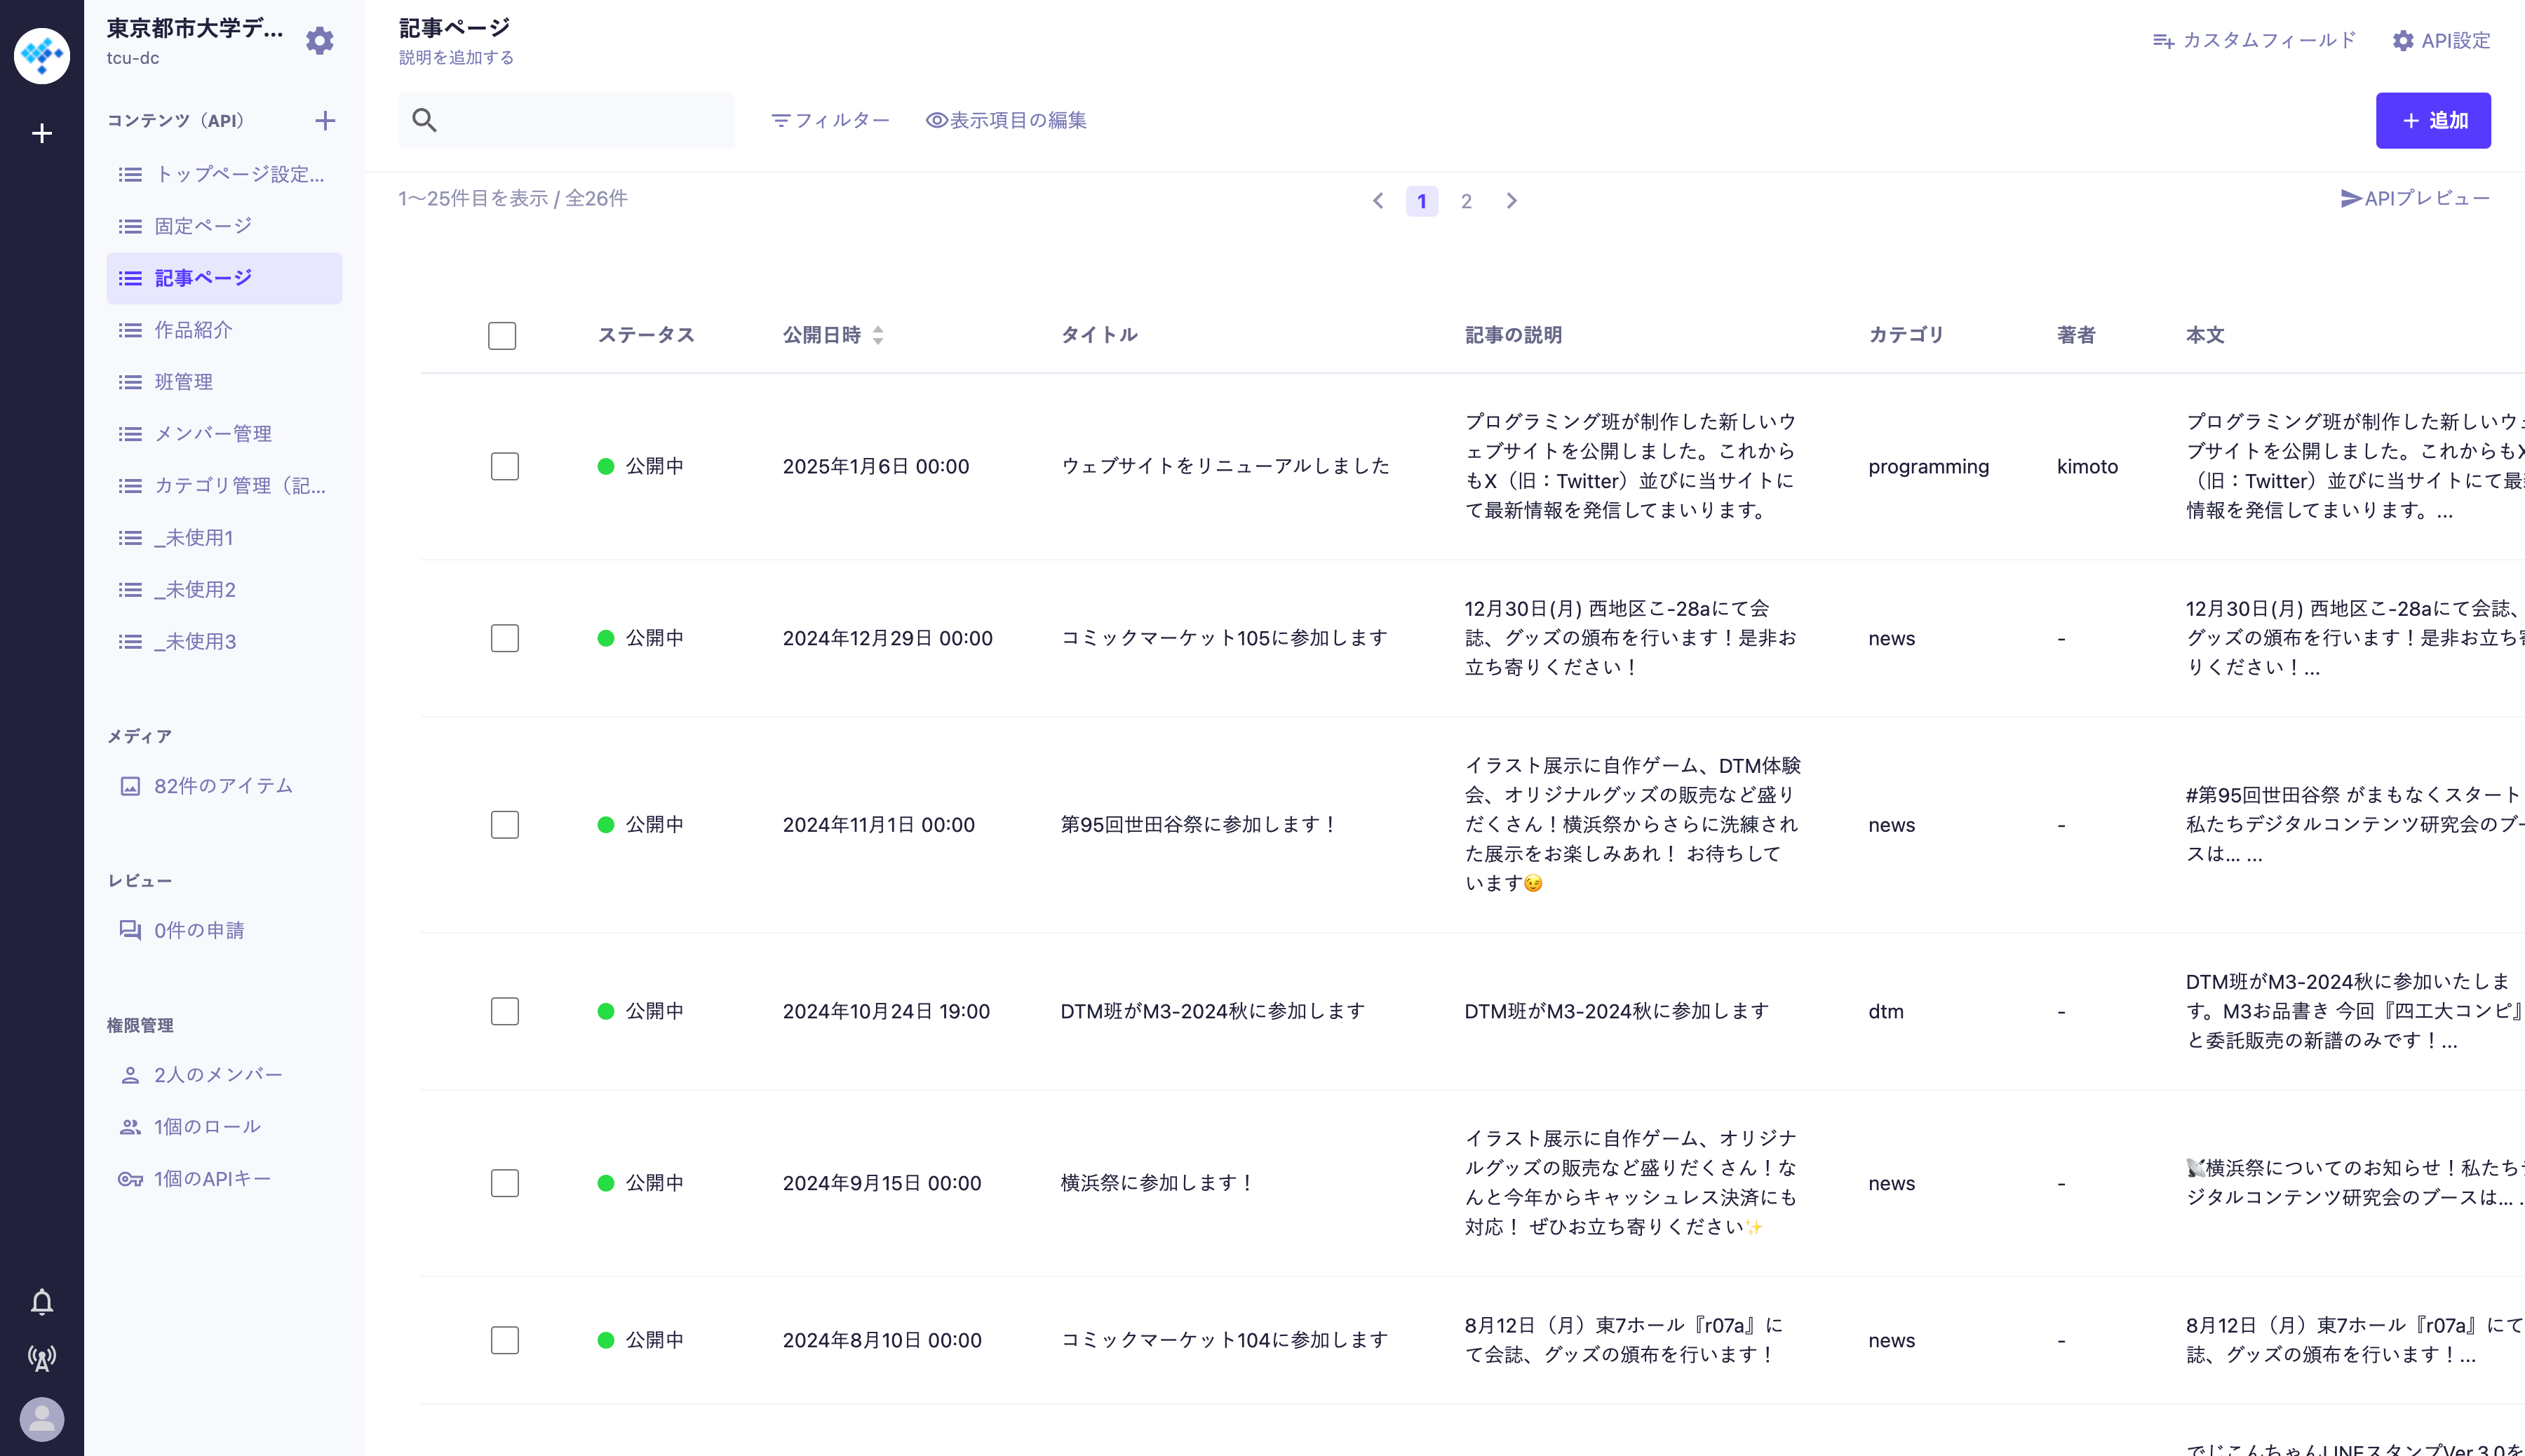 東京都市大学デ...
tcu-dc
コンテンツ（API）
トップページ設定...
固定ページ
記事ページ
作品紹介
班管理
メンバー管理
カテゴリ管理（記...
_未使用1
_未使用2
_未使用3
メディア
82件のアイテム
レビュー
0件の申請
権限管理
2人のメンバー
1個のロール
1個のAPIキー
記事ページ
説明を追加する
カスタムフィールド
API設定
フィルター
表示項目の編集
追加
1〜25件目を表示 / 全26件
1
2
APIプレビュー
ステータス
公開日時
タイトル
記事の説明
カテゴリ
著者
本文
公開中
2025年1月6日 00:00
ウェブサイトをリニューアルしました
プログラミング班が制作した新しいウ
ェブサイトを公開しました。これから
もX（旧：Twitter）並びに当サイトに
て最新情報を発信してまいります。
programming
kimoto
プログラミング班が制作した新しいウェ
ブサイトを公開しました。これからもX
（旧：Twitter）並びに当サイトにて最新
情報を発信してまいります。...
公開中
2024年12月29日 00:00
コミックマーケット105に参加します
12月30日(月) 西地区こ-28aにて会
誌、グッズの頒布を行います！是非お
立ち寄りください！
news
-
12月30日(月) 西地区こ-28aにて会誌、
グッズの頒布を行います！是非お立ち寄
りください！...
公開中
2024年11月1日 00:00
第95回世田谷祭に参加します！
イラスト展示に自作ゲーム、DTM体験
会、オリジナルグッズの販売など盛り
だくさん！横浜祭からさらに洗練され
た展示をお楽しみあれ！ お待ちして
います😉
news
-
#第95回世田谷祭 がまもなくスタート
私たちデジタルコンテンツ研究会のブー
スは... ...
公開中
2024年10月24日 19:00
DTM班がM3-2024秋に参加します
DTM班がM3-2024秋に参加します
dtm
-
DTM班がM3-2024秋に参加いたしま
す。M3お品書き 今回『四工大コンピ』
と委託販売の新譜のみです！...
公開中
2024年9月15日 00:00
横浜祭に参加します！
イラスト展示に自作ゲーム、オリジナ
ルグッズの販売など盛りだくさん！な
んと今年からキャッシュレス決済にも
対応！ ぜひお立ち寄りください✨
news
-
📡横浜祭についてのお知らせ！私たちデ
ジタルコンテンツ研究会のブースは... .
公開中
2024年8月10日 00:00
コミックマーケット104に参加します
8月12日（月）東7ホール『r07a』に
て会誌、グッズの頒布を行います！
news
-
8月12日（月）東7ホール『r07a』にて
誌、グッズの頒布を行います！...
でじこんちゃんLINEスタンプVer.3.0を